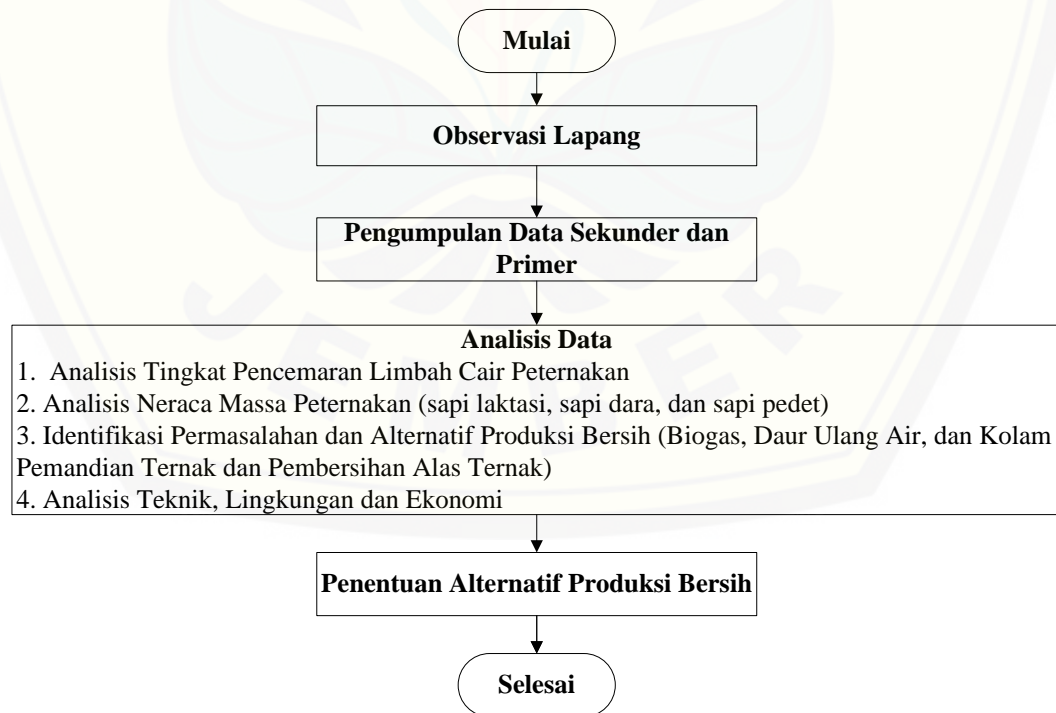 Mulai
Observasi Lapang
Pengumpulan Data Sekunder dan
Primer
Analisis Data
1. Analisis Tingkat Pencemaran Limbah Cair Peternakan
2. Analisis Neraca Massa Peternakan (sapi laktasi, sapi dara, dan sapi pedet)
3. Identifikasi Permasalahan dan Alternatif Produksi Bersih (Biogas, Daur Ulang Air, dan Kolam
Pemandian Ternak dan Pembersihan Alas Ternak)
4. Analisis Teknik, Lingkungan dan Ekonomi
Penentuan Alternatif Produksi Bersih
Selesai
JEMBER